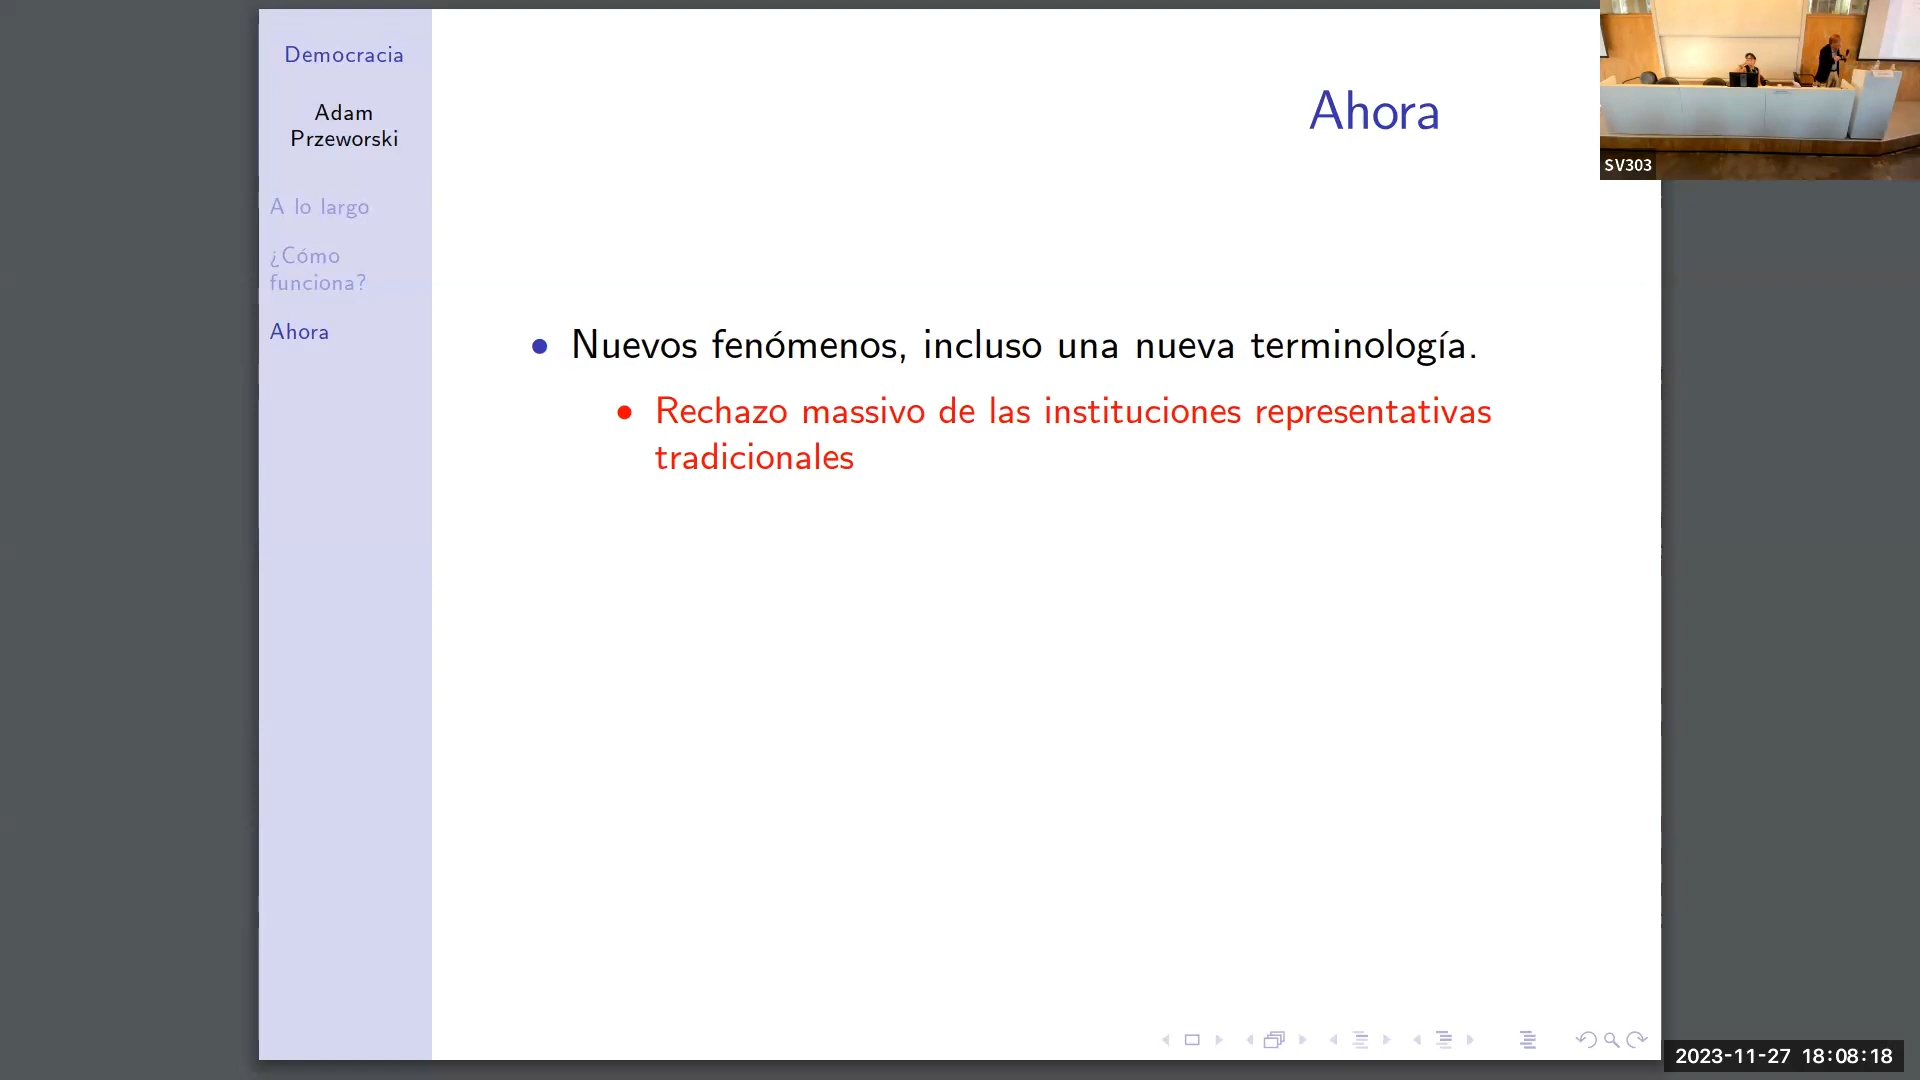 Democracia
Adam
Przeworski
A lo largo
¿Cómo
funciona?
Ahora
Ahora
• Nuevos fenómenos, incluso una nueva terminología.
• Rechazo massivo de las instituciones representativas
tradicionales
SV303
2023-11-27 18:08:18